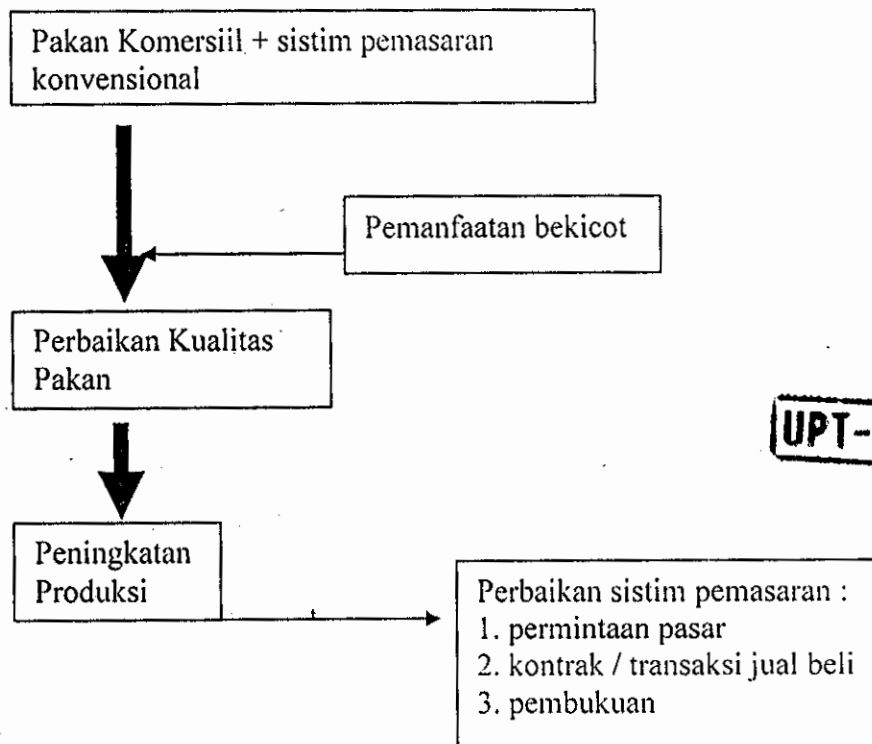 Pakan Komersiil + sistim pemasaran
konvensional
Pemanfaatan bekicot
Perbaikan Kualitas
Pakan
UPT-
Peningkatan
Produksi
Perbaikan sistim pemasaran :
1. permintaan pasar
2. kontrak / transaksi jual beli
3. pembukuan